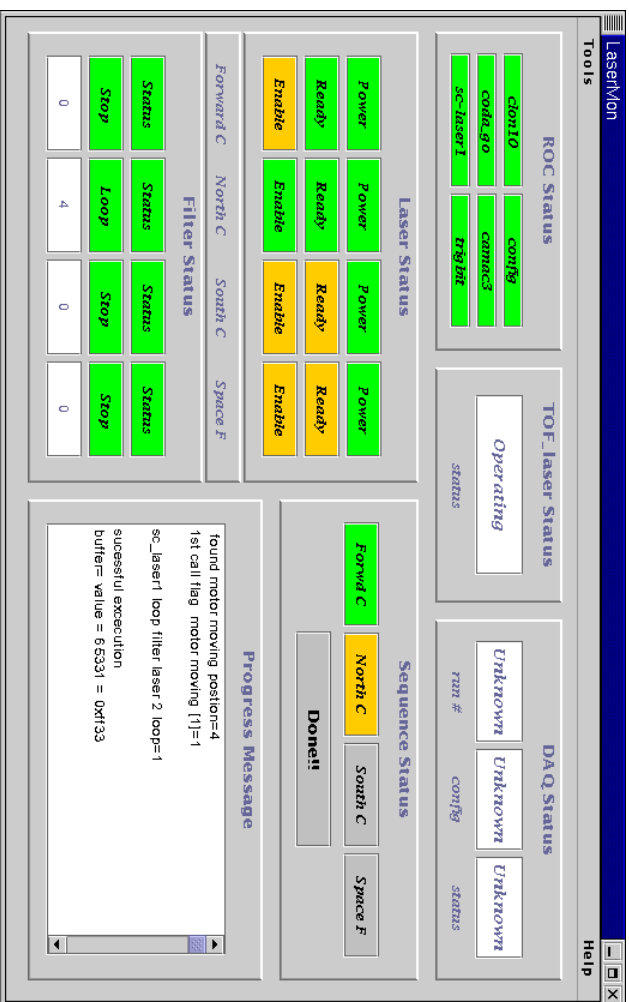 LaserMon
Tools Help
ROC Status
clon10 config
coda_go camac3
sc-laser1 trigbit
TOF_laser Status
Operating
status
DAQ Status
Unknown Unknown Unknown
run # config status
Laser Status
Power Power Power Power
Ready Ready Ready Ready
Enable Enable Enable Enable
Forward C North C South C Space F
Filter Status
Status Status Status Status
Stop Loop Stop Stop
0 4 0 0
Sequence Status
Forwd C North C South C Space F
Done!!
Progress Message
found motor moving postion=4
1st call flag motor moving [1]=1
sc_laser1 loop filter laser 2 loop=1
sucessful excecution
buffer= value = 65331 = 0xff33